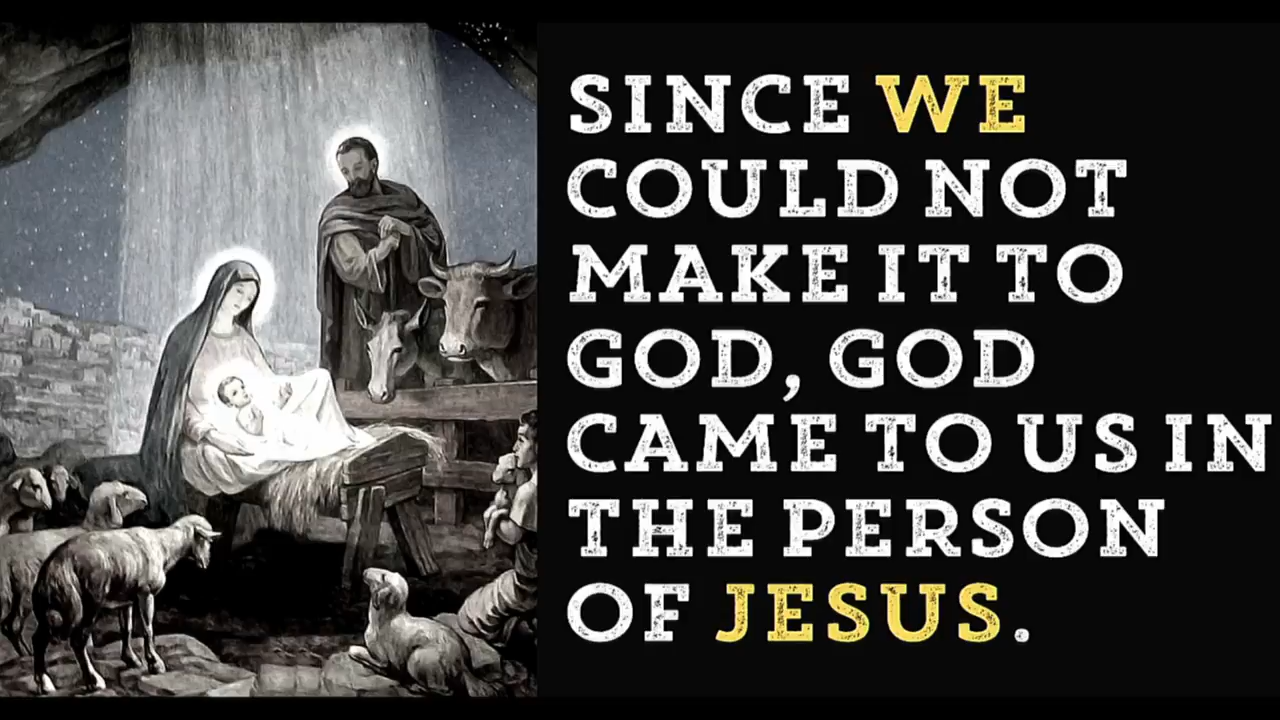 SINCE WE
COULD NOT
MAKE IT TO
GOD, GOD
CAME TO US IN
THE PERSON
OF JESUS.